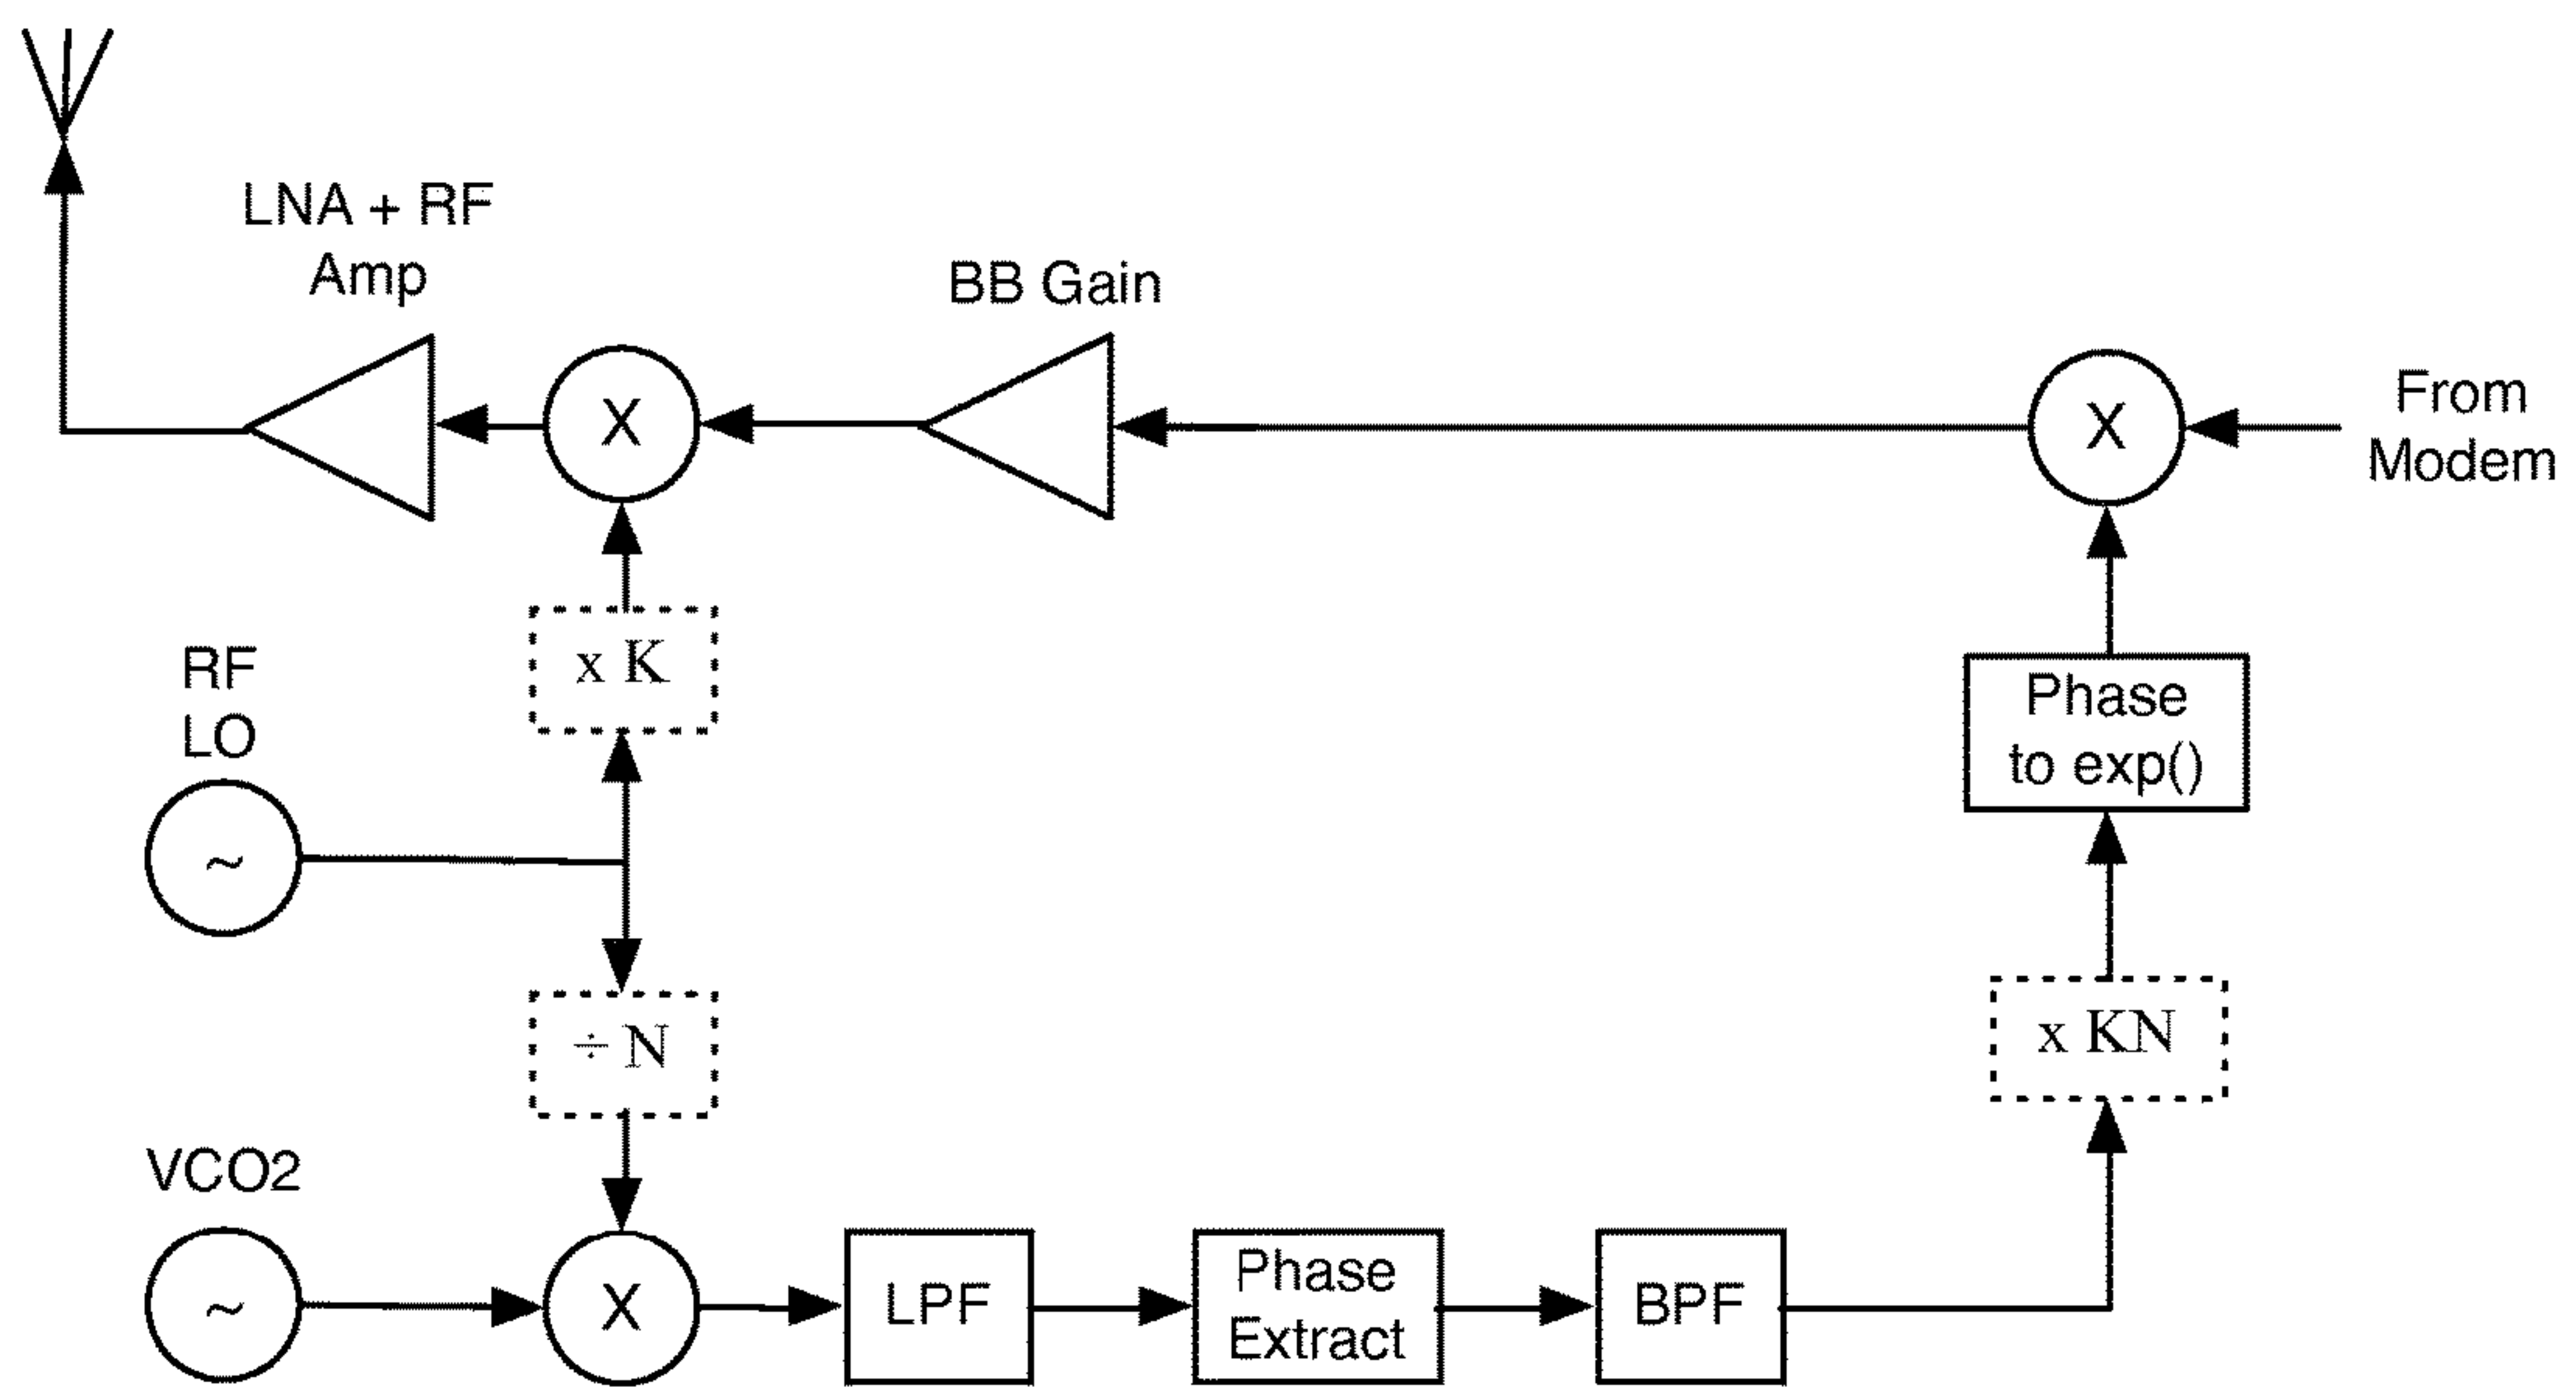 LNA + RF
Amp
BB Gain
X
X
From
Modem
x K
RF
LO
~
Phase
to exp()
÷ N
x KN
VCO2
~
X
LPF
Phase
Extract
BPF